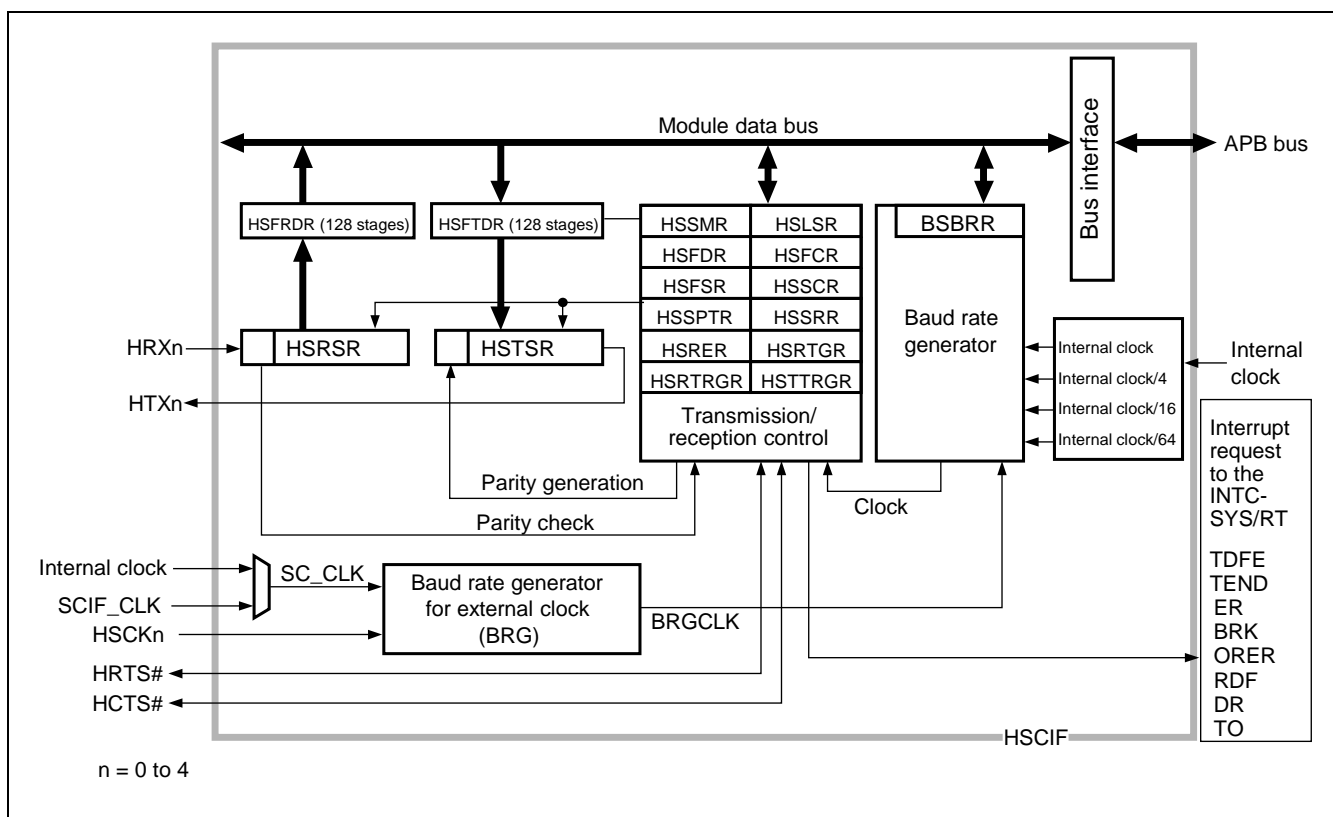 Module data bus
Bus interface
APB bus
HSFRDR (128 stages)
HSFTDR (128 stages)
HSSMR
HSLSR
HSFDR
HSFCR
HSFSR
HSSCR
HSSPTR
HSSRR
HSRER
HSRTGR
HSRTRGR
HSTTRGR
Transmission/
reception control
BSBRR
Baud rate
generator
HRXn
HSRSR
HSTSR
HTXn
Internal clock
Internal clock/4
Internal clock/16
Internal clock/64
Internal
clock
Parity generation
Parity check
Clock
Interrupt
request
to the
INTC-
SYS/RT
TDFE
TEND
ER
BRK
ORER
RDF
DR
TO
Internal clock
SCIF_CLK
SC_CLK
HSCKn
Baud rate generator
for external clock
(BRG)
BRGCLK
HRTS#
HCTS#
HSCIF
n = 0 to 4